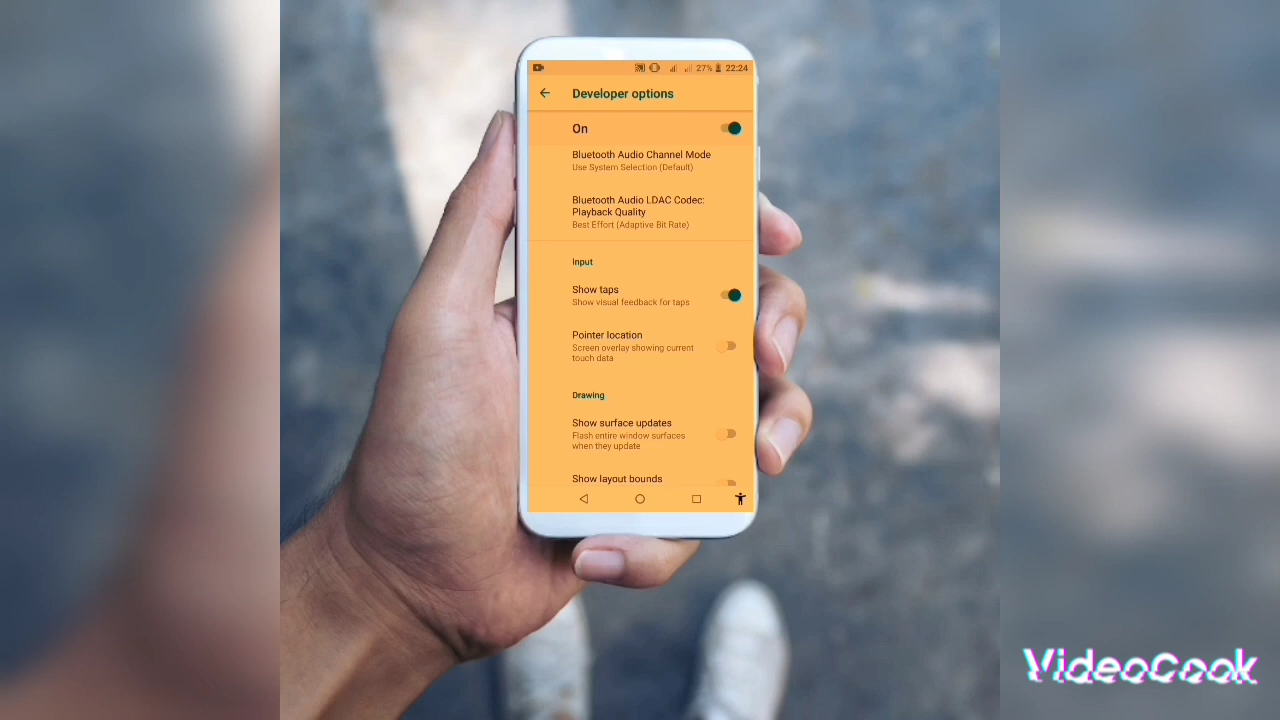 27% 22:24
Developer options
On
Bluetooth Audio Channel Mode
Use System Selection (Default)
Bluetooth Audio LDAC Codec:
Playback Quality
Best Effort (Adaptive Bit Rate)
Input
Show taps
Show visual feedback for taps
Pointer location
Screen overlay showing current
touch data
Drawing
Show surface updates
Flash entire window surfaces
when they update
Show layout bounds
VideoCook